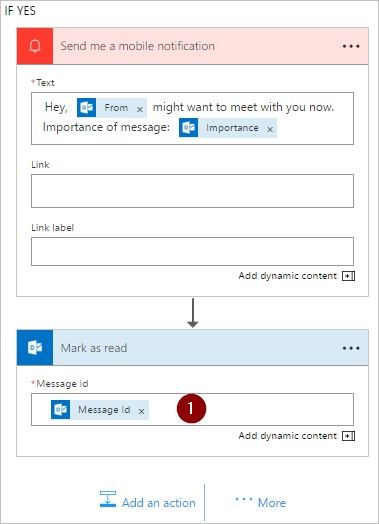 IF YES
Send me a mobile notification
...
*Text
Hey, From x might want to meet with you now.
Importance of message: Importance x
Link
Link label
Add dynamic content
Mark as read
...
*Message Id
Message Id x 1
Add dynamic content
Add an action ... More